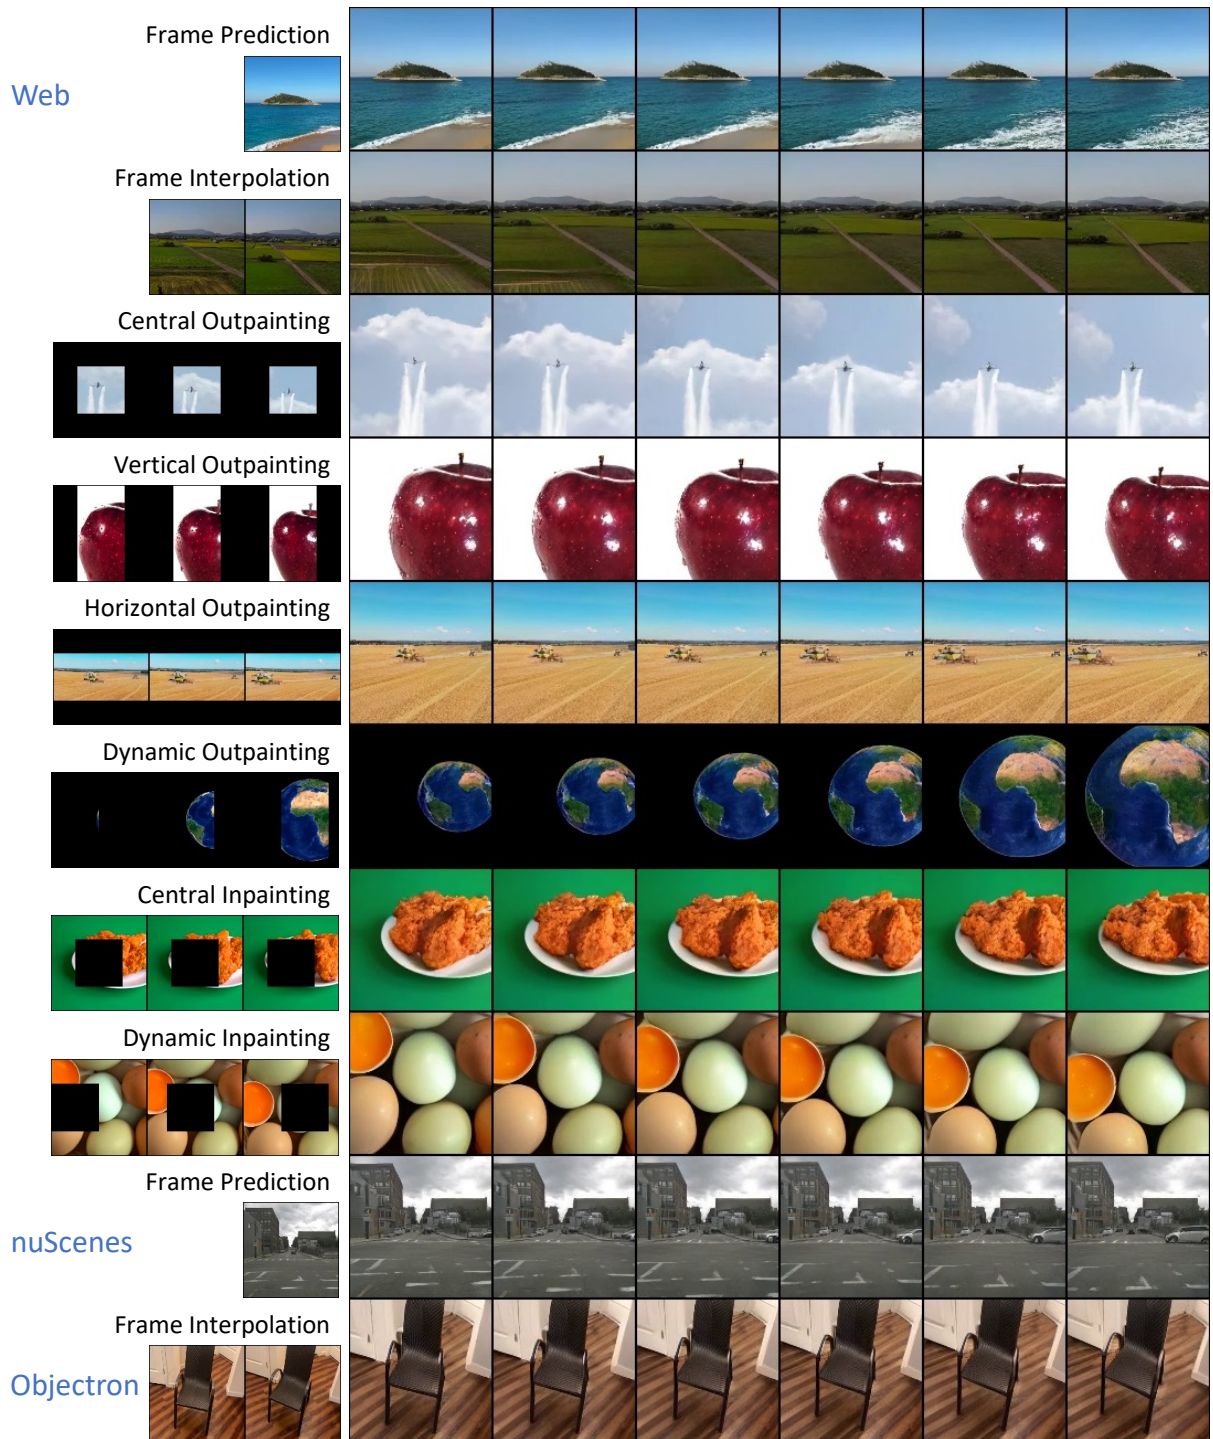 Frame Prediction
Web
Frame Interpolation
Central Outpainting
Vertical Outpainting
Horizontal Outpainting
Dynamic Outpainting
Central Inpainting
Dynamic Inpainting
Frame Prediction
nuScenes
Frame Interpolation
Objectron